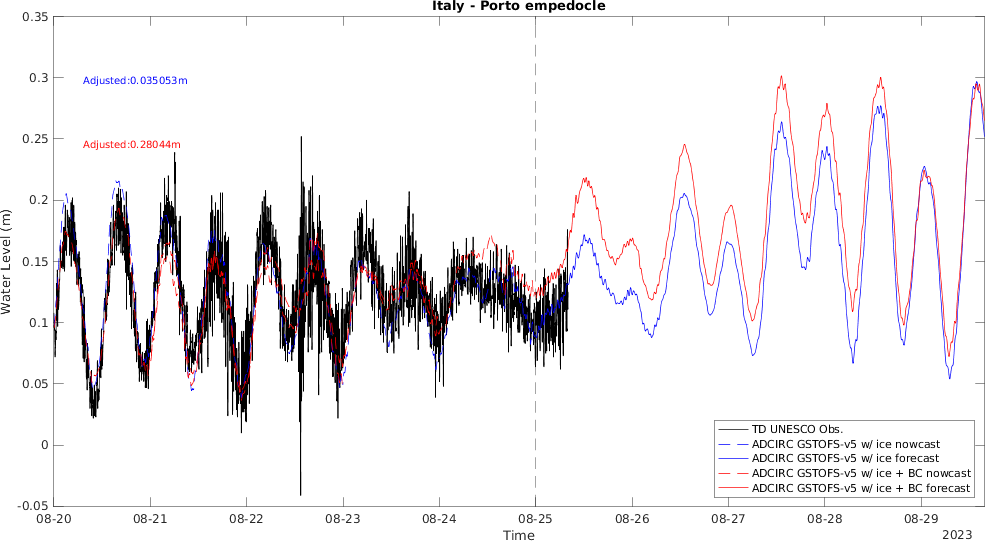 Italy - Porto empedocle
0.35
0.3
0.25
0.2
0.15
0.1
0.05
0
-0.05
Water Level (m)
Adjusted:0.035053m
Adjusted:0.28044m
TD UNESCO Obs.
ADCIRC GSTOFS-v5 w/ ice nowcast
ADCIRC GSTOFS-v5 w/ ice forecast
ADCIRC GSTOFS-v5 w/ ice + BC nowcast
ADCIRC GSTOFS-v5 w/ ice + BC forecast
08-20 08-21 08-22 08-23 08-24 08-25 08-26 08-27 08-28 08-29
Time
2023